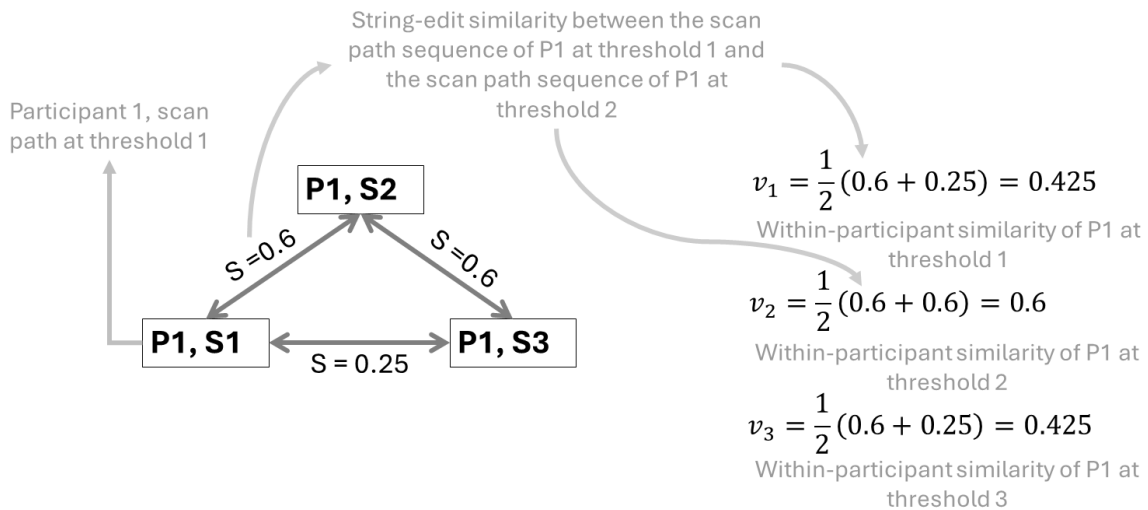 String-edit similarity between the scan
path sequence of P1 at threshold 1 and
the scan path sequence of P1 at
threshold 2
Participant 1, scan
path at threshold 1
P1, S2
S =0.6
S =0.6
P1, S1
S = 0.25
P1, S3
v₁ = 1/2 (0.6 + 0.25) = 0.425
Within-participant similarity of P1 at
threshold 1
v₂ = 1/2 (0.6 + 0.6) = 0.6
Within-participant similarity of P1 at
threshold 2
v₃ = 1/2 (0.6 + 0.25) = 0.425
Within-participant similarity of P1 at
threshold 3